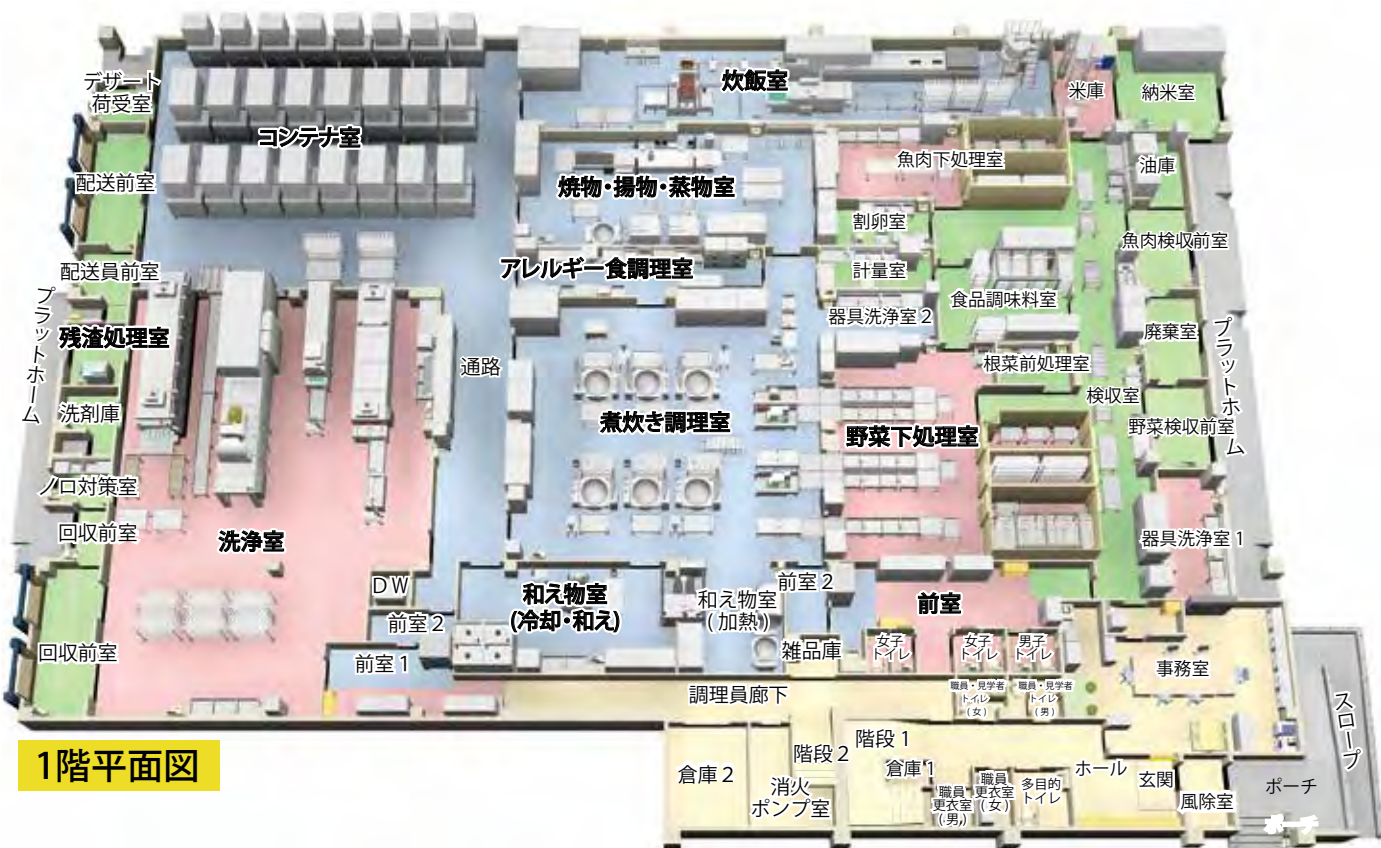 デザート
荷受室
コンテナ室
炊飯室
米庫
納米室
配送前室
焼物・揚物・蒸物室
魚肉下処理室
油庫
割卵室
魚肉検収前室
配送員前室
アレルギー食調理室
計量室
食品調味料室
プラットホーム
残渣処理室
器具洗浄室2
廃棄室
プラットホーム
通路
根菜前処理室
検収室
洗剤庫
煮炊き調理室
野菜下処理室
野菜検収前室
ノロ対策室
回収前室
洗浄室
器具洗浄室1
DW
和え物室
(冷却・和え)
和え物室
(加熱)
前室2
前室
前室2
回収前室
前室1
雑品庫
女子
トイレ
女子
トイレ
男子
トイレ
事務室
調理員廊下
職員・見学者
トイレ
(女)
職員・見学者
トイレ
(男)
スロープ
1階平面図
倉庫2
消火
ポンプ室
階段2
階段1
倉庫1
職員
更衣室
(男)
職員
更衣室
(女)
多目的
トイレ
ホール
玄関
風除室
ポーチ
ポーチ